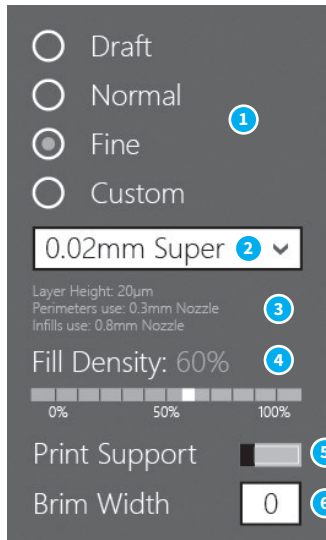 Draft
Normal
1
Fine
Custom
0.02mm Super 2
Layer Height: 20µm
Perimeters use: 0.3mm Nozzle
Infills use: 0.8mm Nozzle
3
Fill Density: 60% 4
0% 50% 100%
Print Support 5
Brim Width 0 6